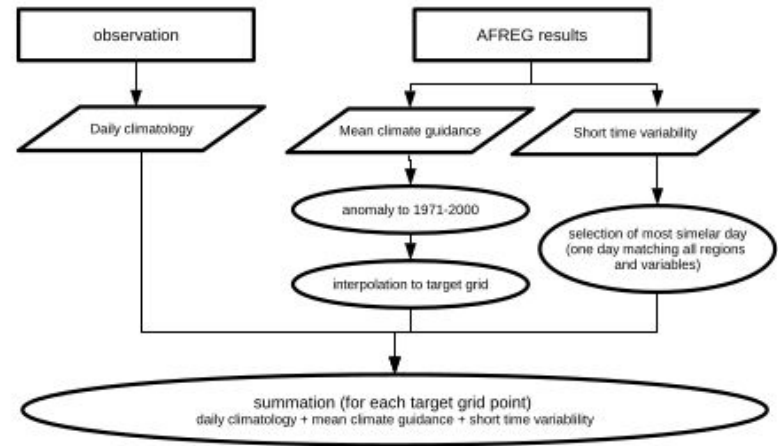 observation
AFREG results
Daily climatology
Mean climate guidance
Short time variability
anomaly to 1971-2000
selection of most simelar day
(one day matching all regions
and variables)
interpolation to target grid
summation (for each target grid point)
daily climatology + mean climate guidance + short time variablility